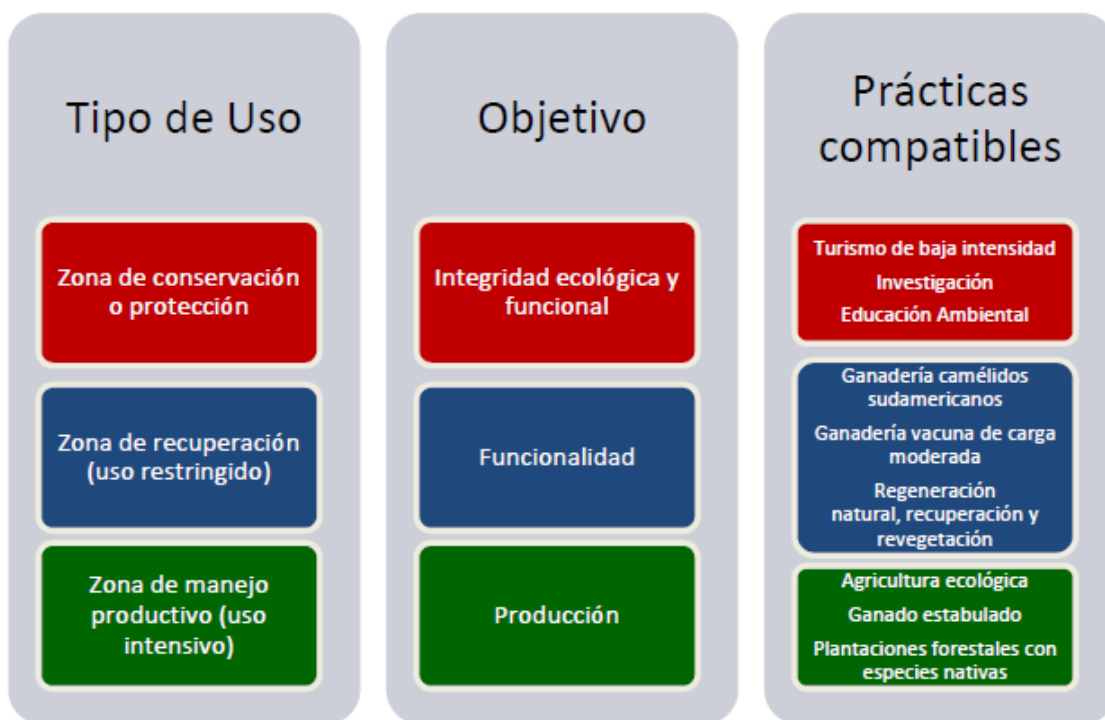 Tipo de Uso
Zona de conservación
o protección
Zona de recuperación
(uso restringido)
Zona de manejo
productivo (uso
intensivo)
Objetivo
Integridad ecológica y
funcional
Funcionalidad
Producción
Prácticas
compatibles
Turismo de baja intensidad
Investigación
Educación Ambiental
Ganadería camélidos
sudamericanos
Ganadería vacuna de carga
moderada
Regeneración
natural, recuperación y
revegetación
Agricultura ecológica
Ganado estabulado
Plantaciones forestales con
especies nativas